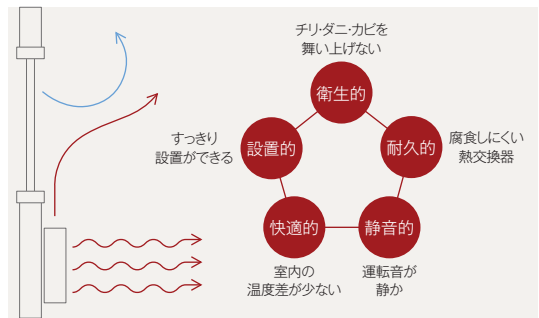 チリ・ダニ・カビを
舞い上げない
衛生的
すっきり
設置ができる
設置的
耐久的
腐食しにくい
熱交換器
快適的
静音的
室内の
温度差が少ない
運転音が
静か